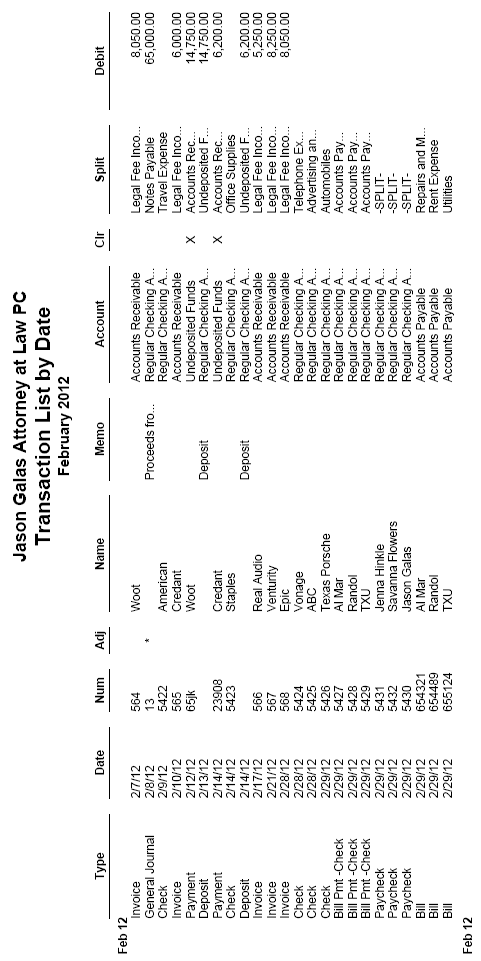 Jason Galas Attorney at Law PC
Transaction List by Date
February 2012
Type Date Num Adj Name Memo Account Clr Split Debit
Feb 12
Invoice 2/7/12 564 Woot Accounts Receivable Legal Fee Inco... 8,050.00
General Journal 2/8/12 13 * Proceeds fro... Regular Checking A... Notes Payable 65,000.00
Check 2/9/12 5422 American Regular Checking A... Travel Expense
Invoice 2/10/12 565 Credant Accounts Receivable Legal Fee Inco... 6,000.00
Payment 2/12/12 65jk Woot Undeposited Funds X Accounts Rec... 14,750.00
Deposit 2/13/12 Deposit Regular Checking A... Undeposited F... 14,750.00
Payment 2/14/12 23908 Credant Undeposited Funds X Accounts Rec... 6,200.00
Check 2/14/12 5423 Staples Regular Checking A... Office Supplies
Deposit 2/14/12 Deposit Regular Checking A... Undeposited F... 6,200.00
Invoice 2/17/12 566 Real Audio Accounts Receivable Legal Fee Inco... 5,250.00
Invoice 2/21/12 567 Venturity Accounts Receivable Legal Fee Inco... 8,250.00
Invoice 2/28/12 568 Epic Accounts Receivable Legal Fee Inco... 8,050.00
Check 2/28/12 5424 Vonage Regular Checking A... Telephone Ex...
Check 2/28/12 5425 ABC Regular Checking A... Advertising an...
Check 2/29/12 5426 Texas Porsche Regular Checking A... Automobiles
Bill Pmt -Check 2/29/12 5427 Al Mar Regular Checking A... Accounts Pay...
Bill Pmt -Check 2/29/12 5428 Randol Regular Checking A... Accounts Pay...
Bill Pmt -Check 2/29/12 5429 TXU Regular Checking A... Accounts Pay...
Paycheck 2/29/12 5431 Jenna Hinkle Regular Checking A... -SPLIT-
Paycheck 2/29/12 5432 Savanna Flowers Regular Checking A... -SPLIT-
Paycheck 2/29/12 5430 Jason Galas Regular Checking A... -SPLIT-
Bill 2/29/12 654321 Al Mar Accounts Payable Repairs and M...
Bill 2/29/12 654489 Randol Accounts Payable Rent Expense
Bill 2/29/12 655124 TXU Accounts Payable Utilities
Feb 12